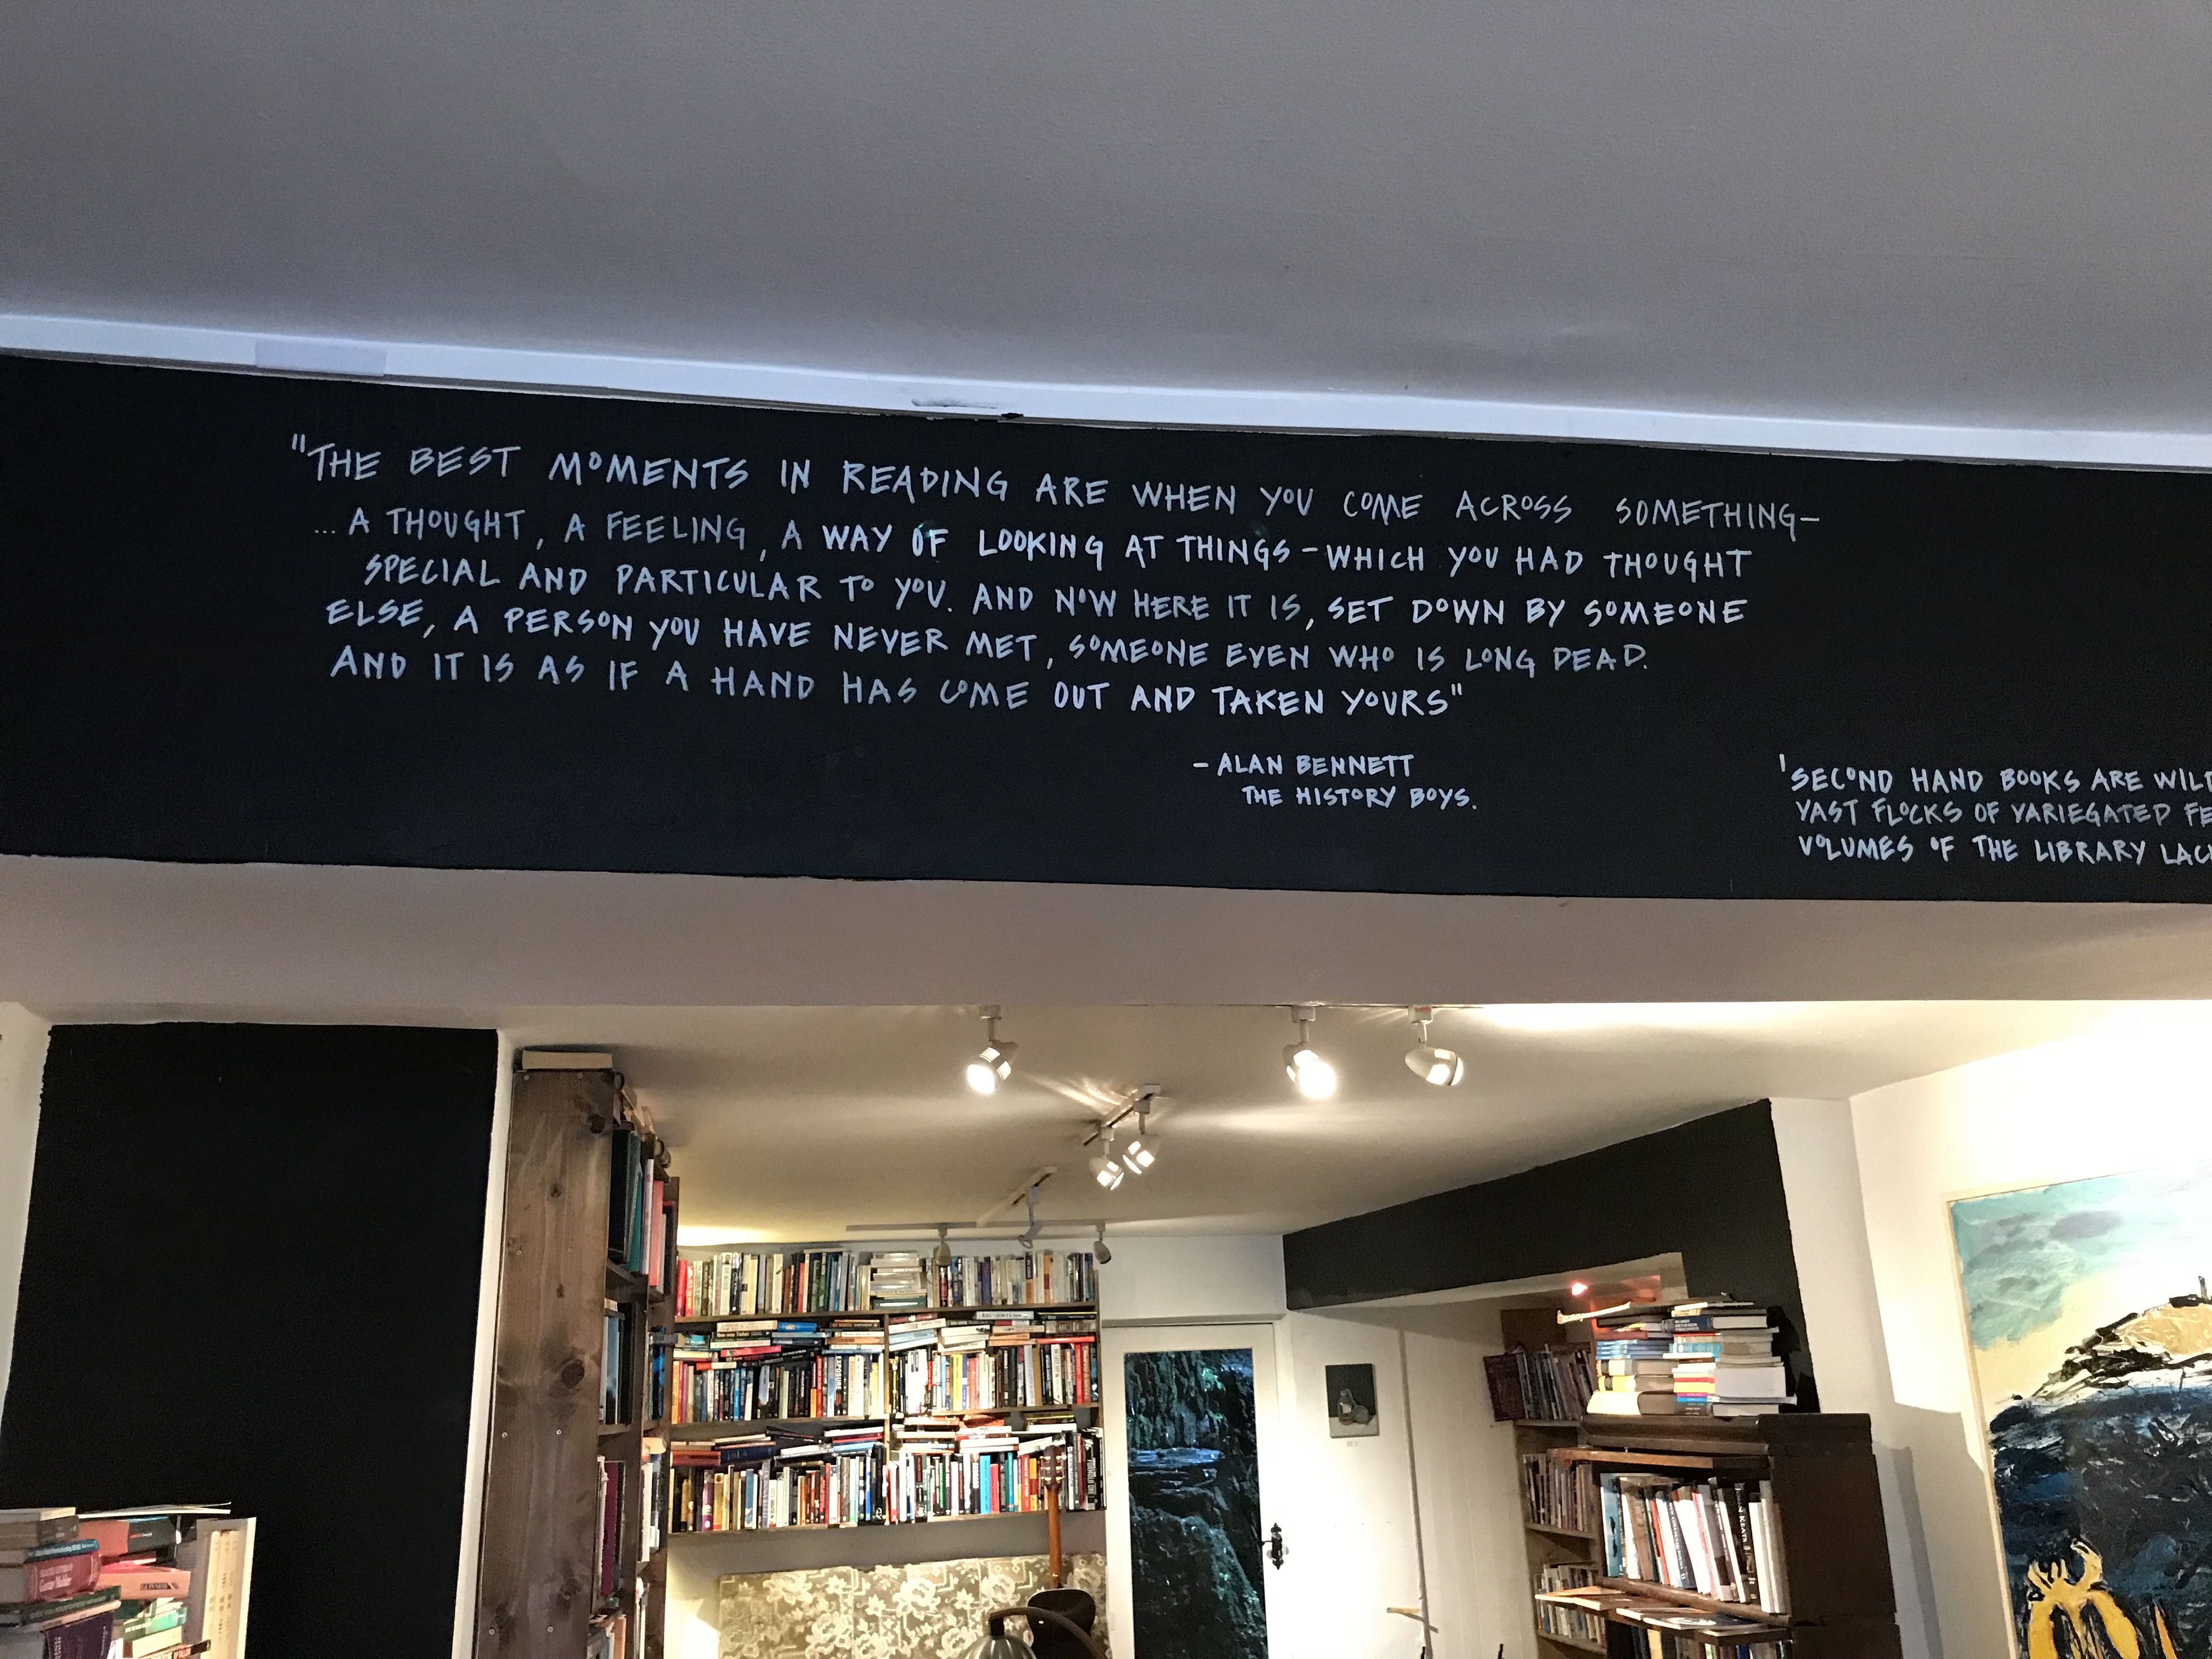 "THE BEST MOMENTS IN READING ARE WHEN YOU COME ACROSS SOMETHING–
... A THOUGHT, A FEELING, A WAY OF LOOKING AT THINGS – WHICH YOU HAD THOUGHT
SPECIAL AND PARTICULAR TO YOU. AND NOW HERE IT IS, SET DOWN BY SOMEONE
ELSE, A PERSON YOU HAVE NEVER MET, SOMEONE EVEN WHO IS LONG DEAD.
AND IT IS AS IF A HAND HAS COME OUT AND TAKEN YOURS"
– ALAN BENNETT
THE HISTORY BOYS.
'SECOND HAND BOOKS ARE WILD
VAST FLOCKS OF VARIEGATED FE
VOLUMES OF THE LIBRARY LACK